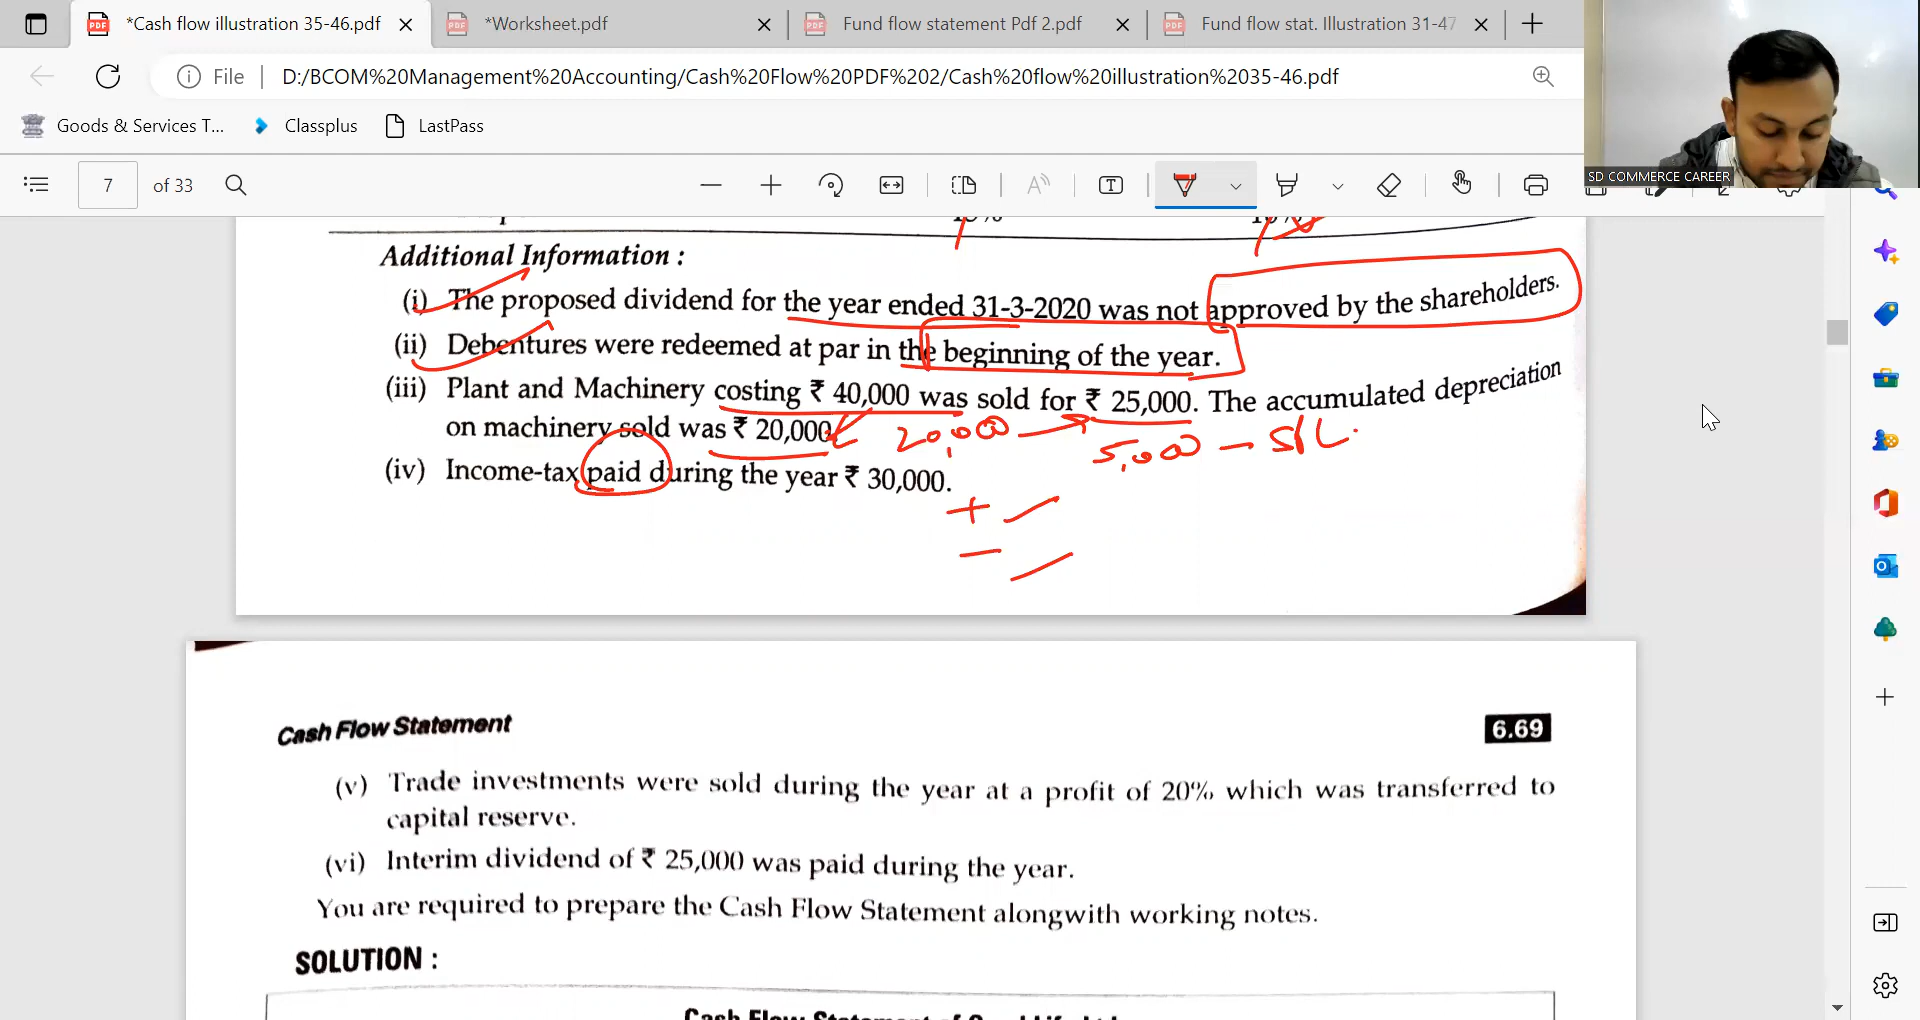 *Cash flow illustration 35-46.pdf
*Worksheet.pdf
Fund flow statement Pdf 2.pdf
Fund flow stat. Illustration 31-47
File
D:/BCOM%20Management%20Accounting/Cash%20Flow%20PDF%202/Cash%20flow%20illustration%2035-46.pdf
Goods & Services T...
Classplus
LastPass
7 of 33
SD COMMERCE CAREER
Additional Information :
(i) The proposed dividend for the year ended 31-3-2020 was not approved by the shareholders.
(ii) Debentures were redeemed at par in the beginning of the year.
(iii) Plant and Machinery costing ₹ 40,000 was sold for ₹ 25,000. The accumulated depreciation
on machinery sold was ₹ 20,000
20,000
5,000 –
(iv) Income-tax paid during the year ₹ 30,000.
+
–
Cash Flow Statement
6.69
(v) Trade investments were sold during the year at a profit of 20% which was transferred to
capital reserve.
(vi) Interim dividend of ₹ 25,000 was paid during the year.
You are required to prepare the Cash Flow Statement alongwith working notes.
SOLUTION :